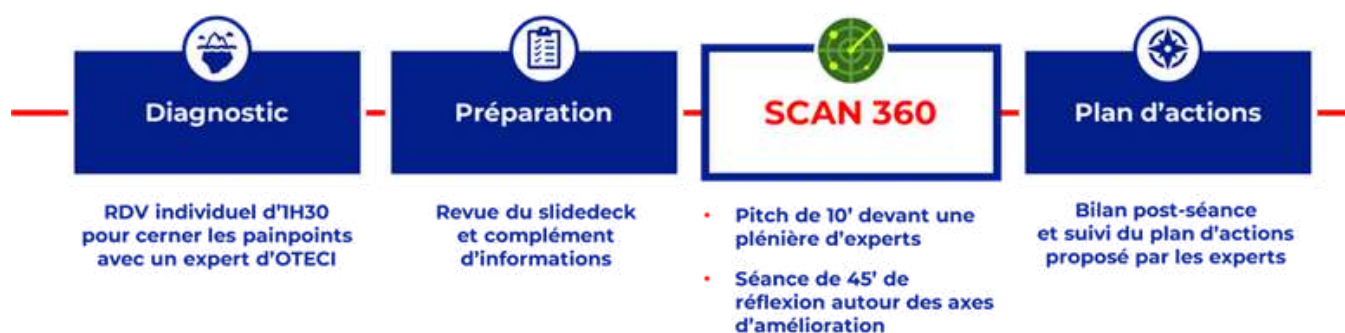 Diagnostic
RDV individuel d'1H30
pour cerner les painpoints
avec un expert d'OTECI
Préparation
Revue du slidedeck
et complément
d'informations
SCAN 360
• Pitch de 10' devant une
plénière d'experts
• Séance de 45' de
réflexion autour des axes
d'amélioration
Plan d'actions
Bilan post-séance
et suivi du plan d'actions
proposé par les experts